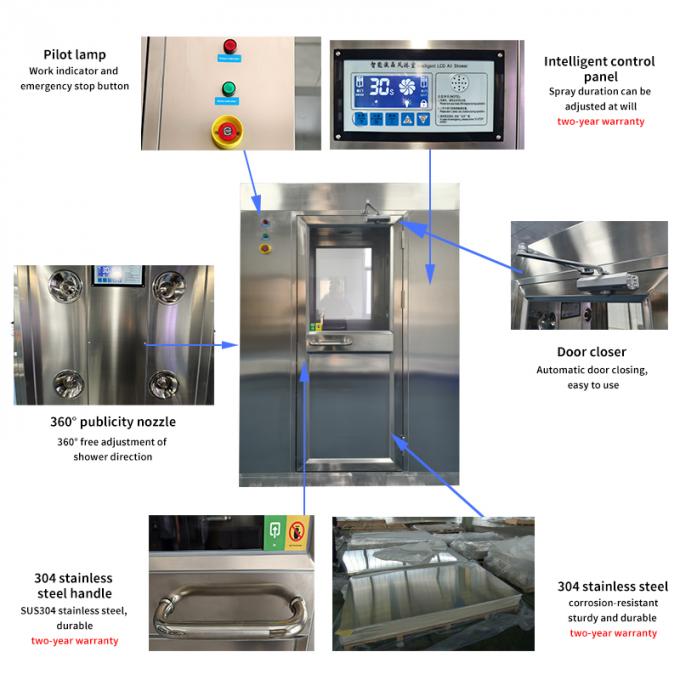 Pilot lamp
Work indicator and
emergency stop button
智能液晶风淋室 Intelligent LCD Air Shower
30s
Intelligent control
panel
Spray duration can be
adjusted at will
two-year warranty
Door closer
Automatic door closing,
easy to use
360° publicity nozzle
360° free adjustment of
shower direction
304 stainless
steel handle
SUS304 stainless steel,
durable
two-year warranty
304 stainless steel
corrosion-resistant
sturdy and durable
two-year warranty